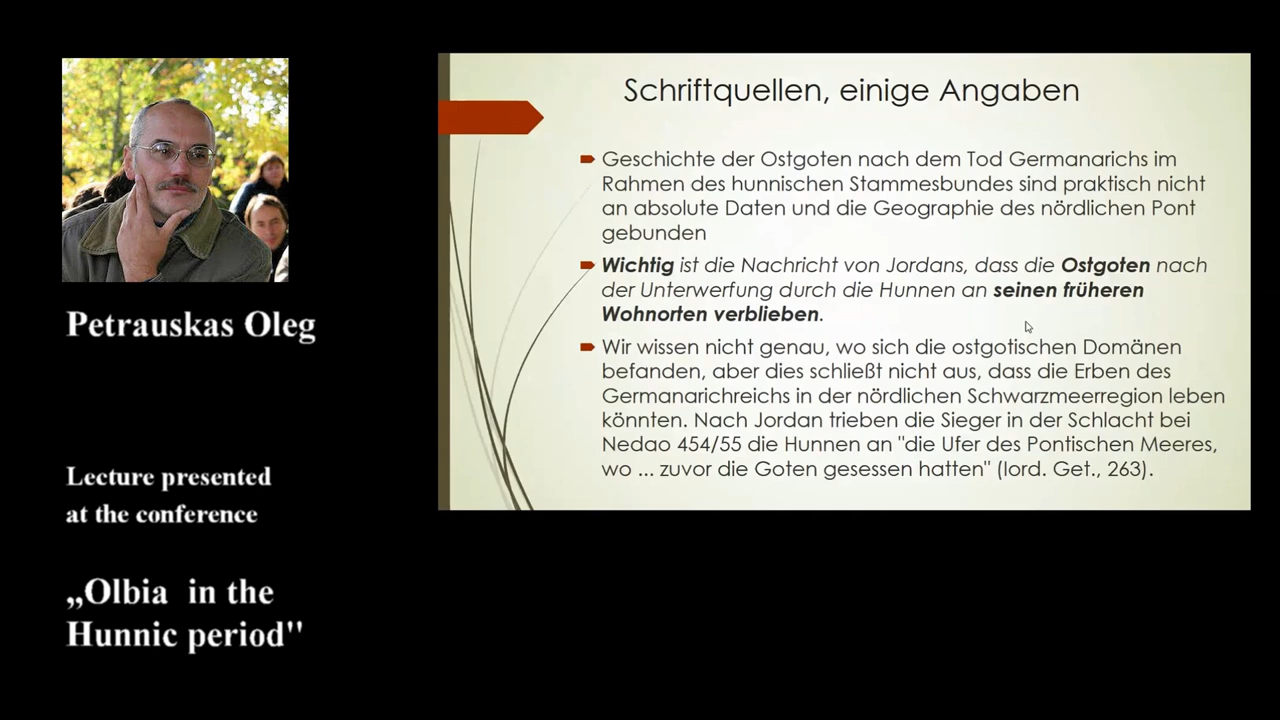 Petrauskas Oleg
Lecture presented
at the conference
„Olbia in the
Hunnic period"
Schriftquellen, einige Angaben
Geschichte der Ostgoten nach dem Tod Germanarichs im
Rahmen des hunnischen Stammesbundes sind praktisch nicht
an absolute Daten und die Geographie des nördlichen Pont
gebunden
Wichtig ist die Nachricht von Jordans, dass die Ostgoten nach
der Unterwerfung durch die Hunnen an seinen früheren
Wohnorten verblieben.
Wir wissen nicht genau, wo sich die ostgotischen Domänen
befanden, aber dies schließt nicht aus, dass die Erben des
Germanarichreichs in der nördlichen Schwarzmeerregion leben
könnten. Nach Jordan trieben die Sieger in der Schlacht bei
Nedao 454/55 die Hunnen an "die Ufer des Pontischen Meeres,
wo ... zuvor die Goten gesessen hatten" (Iord. Get., 263).